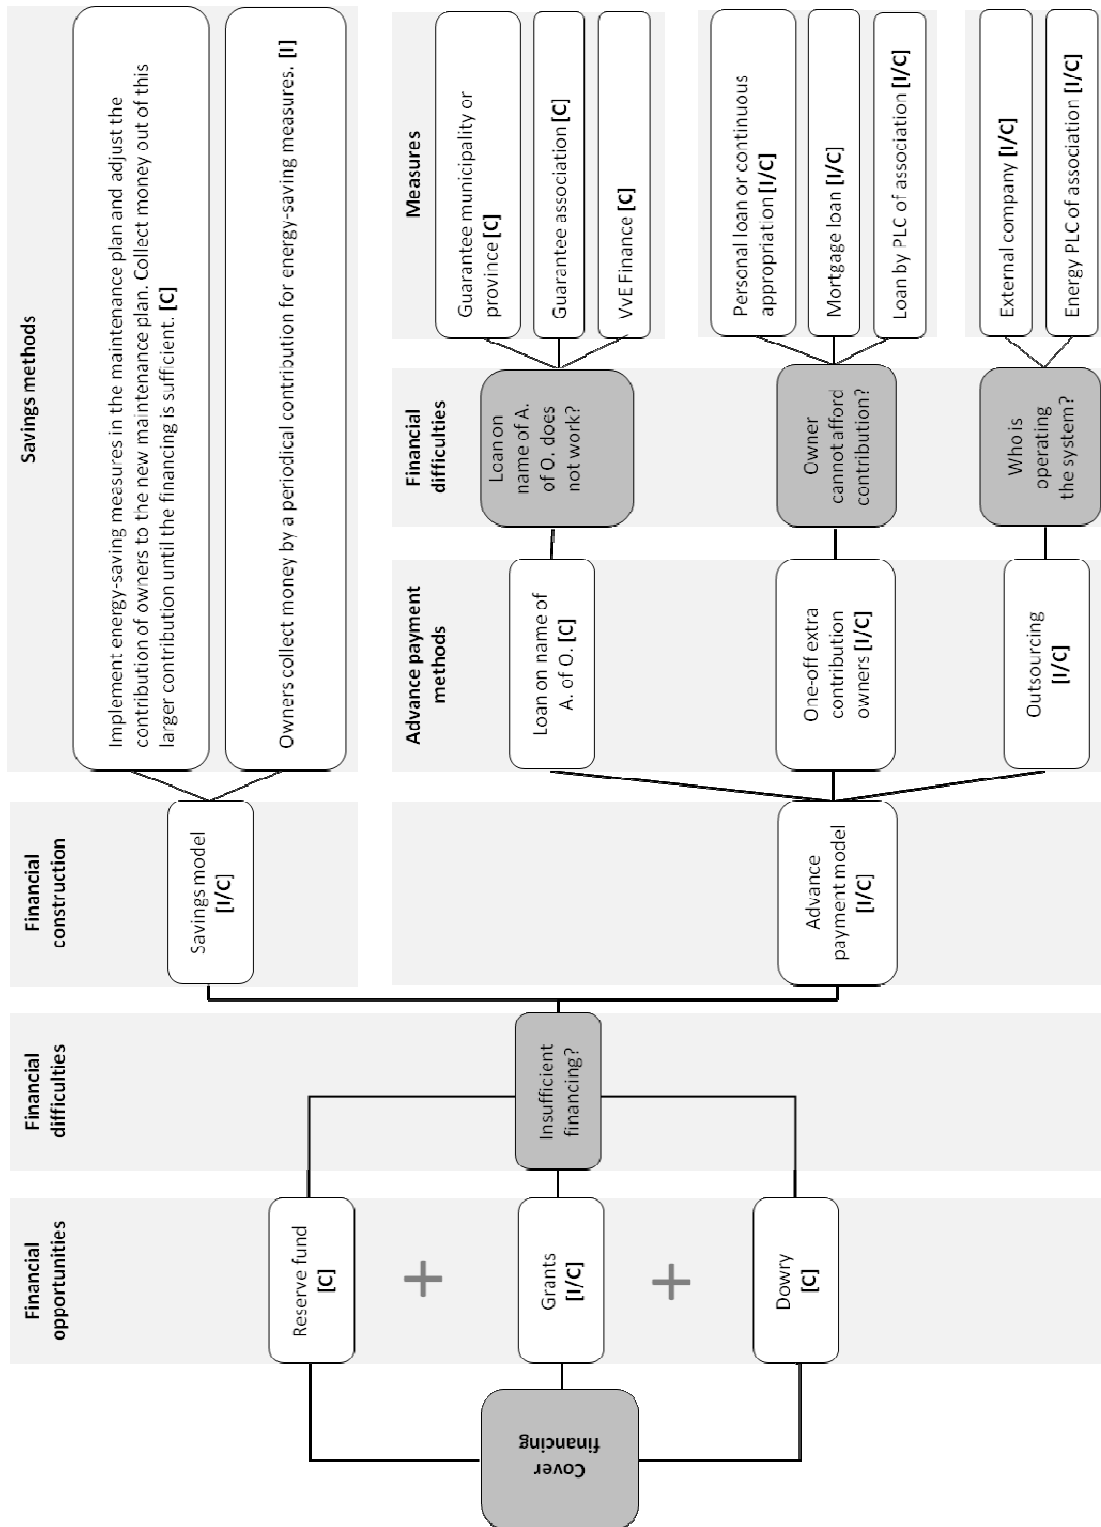 Cover
financing
Financial
opportunities
Reserve fund
[C]
+
Grants
[I/C]
+
Dowry
[C]
Financial
difficulties
Insufficient
financing?
Financial
construction
Savings model
[I/C]
Advance
payment model
[I/C]
Savings methods
Implement energy-saving measures in the maintenance plan and adjust the
contribution of owners to the new maintenance plan. Collect money out of this
larger contribution until the financing is sufficient. [C]
Owners collect money by a periodical contribution for energy-saving measures. [I]
Advance payment
methods
Loan on name of
A. of O. [C]
One-off extra
contribution
owners [I/C]
Outsourcing
[I/C]
Financial
difficulties
Loan on
name of A.
of O. does
not work?
Owner
cannot afford
contribution?
Who is
operating
the system?
Measures
Guarantee municipality or
province [C]
Guarantee association [C]
VvE Finance [C]
Personal loan or continuous
appropriation [I/C]
Mortgage loan [I/C]
Loan by PLC of association [I/C]
External company [I/C]
Energy PLC of association [I/C]